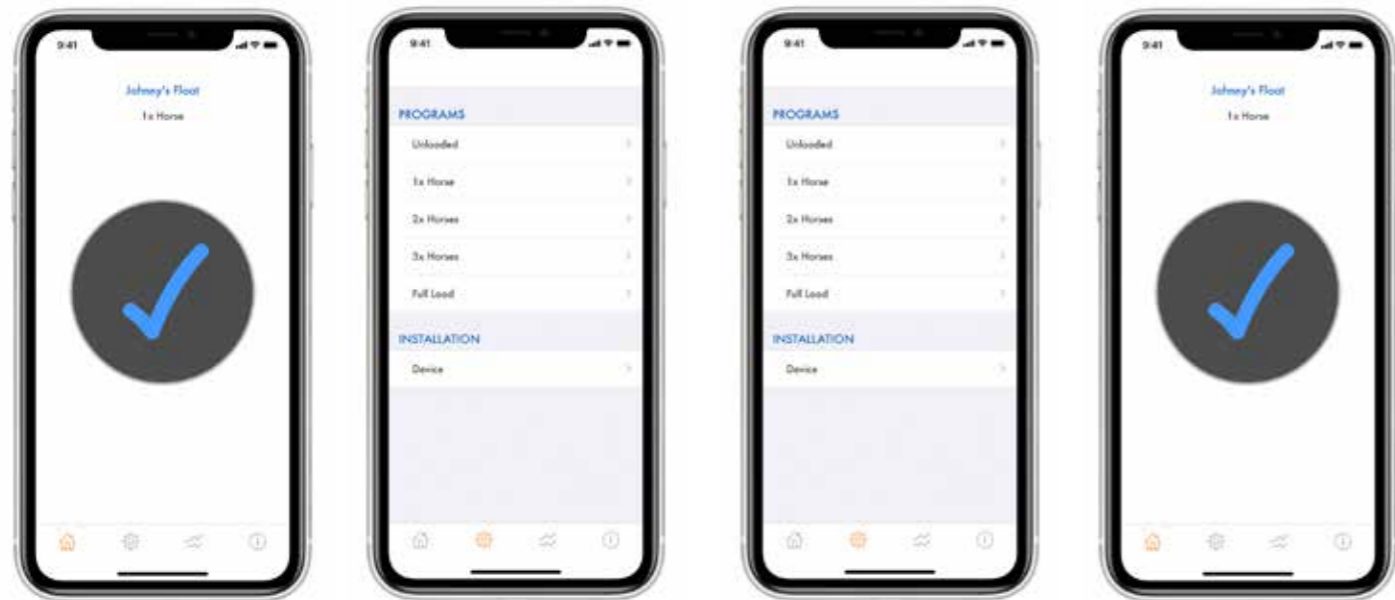 9:41
Johnny's Float
1x Horse
9:41
PROGRAMS
Unloaded
1x Horse
2x Horses
3x Horses
Full Load
INSTALLATION
Device
9:41
PROGRAMS
Unloaded
1x Horse
2x Horses
3x Horses
Full Load
INSTALLATION
Device
9:41
Johnny's Float
1x Horse